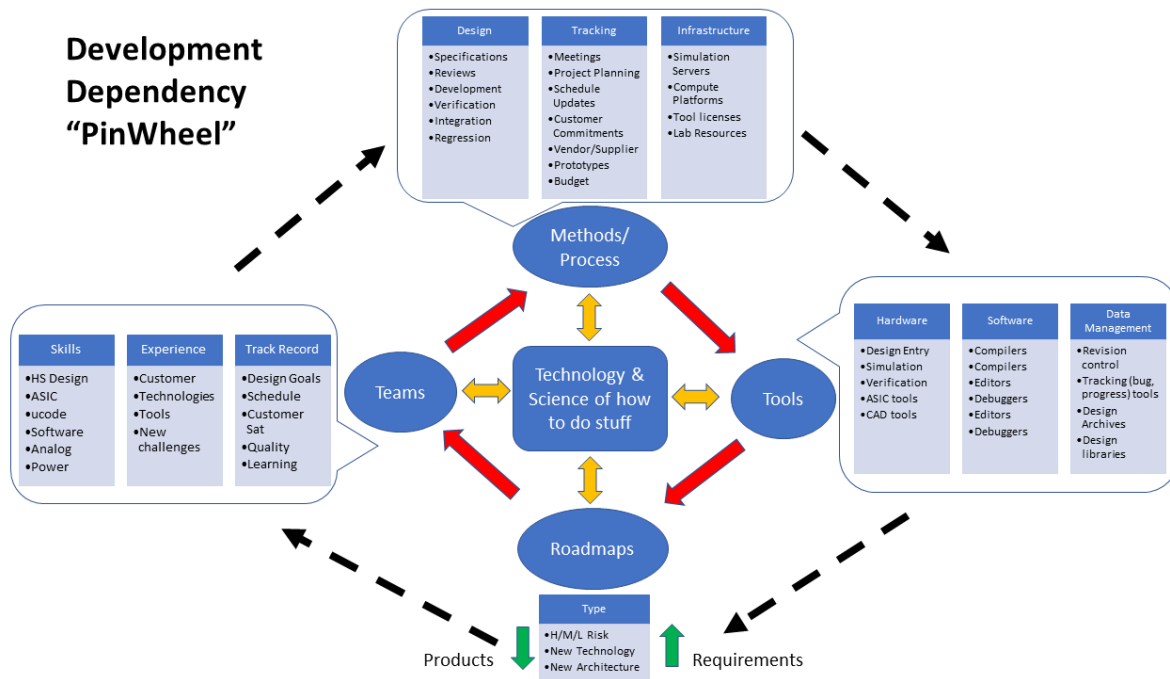 Development
Dependency
“PinWheel”
Design
•Specifications
•Reviews
•Development
•Verification
•Integration
•Regression
Tracking
•Meetings
•Project Planning
•Schedule
Updates
•Customer
Commitments
•Vendor/Supplier
•Prototypes
•Budget
Infrastructure
•Simulation
Servers
•Compute
Platforms
•Tool licenses
•Lab Resources
Methods/
Process
Skills
•HS Design
•ASIC
•ucode
•Software
•Analog
•Power
Experience
•Customer
•Technologies
•Tools
•New
challenges
Track Record
•Design Goals
•Schedule
•Customer
Sat
•Quality
•Learning
Teams
Technology &
Science of how
to do stuff
Tools
Hardware
•Design Entry
•Simulation
•Verification
•ASIC tools
•CAD tools
Software
•Compilers
•Compilers
•Editors
•Debuggers
•Editors
•Debuggers
Data
Management
•Revision
control
•Tracking (bug,
progress) tools
•Design
Archives
•Design
libraries
Roadmaps
Type
•H/M/L Risk
•New Technology
•New Architecture
Products
Requirements